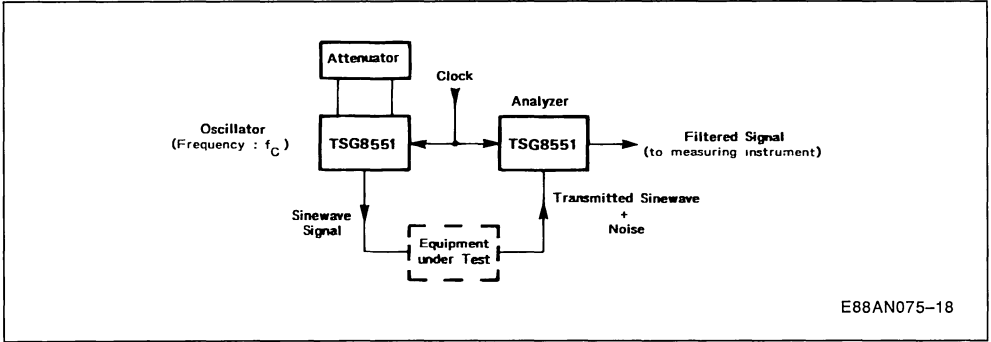 Attenuator
Clock
Analyzer
Oscillator
(Frequency : fC)
TSG8551
TSG8551
Filtered Signal
(to measuring instrument)
Sinewave
Signal
Transmitted Sinewave
+
Noise
Equipment
under Test
E88AN075–18